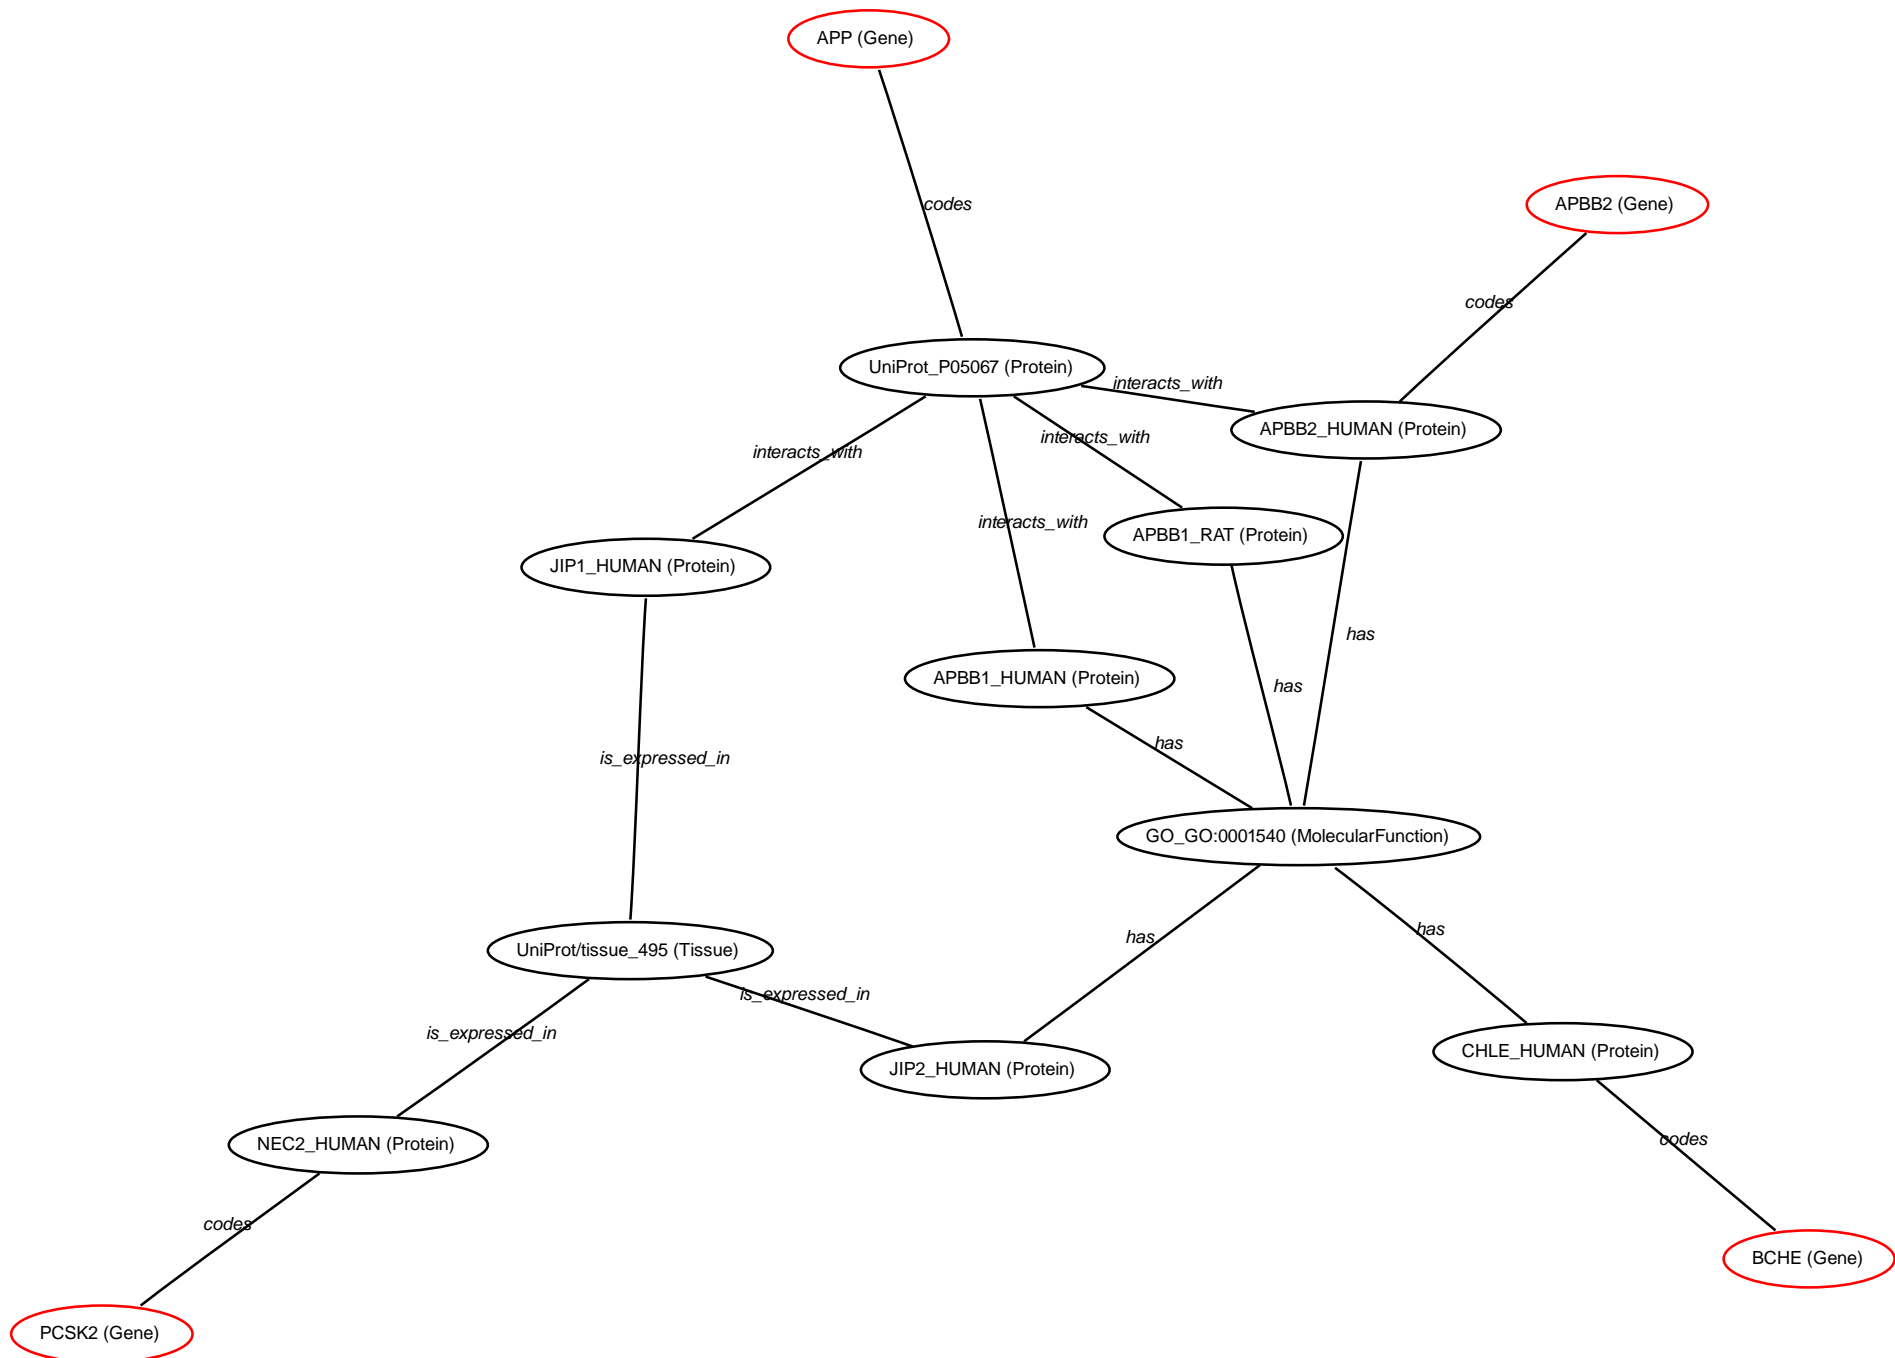 APP (Gene)
codes
APBB2 (Gene)
codes
UniProt_P05067 (Protein)
interacts_with
APBB2_HUMAN (Protein)
interacts_with
interacts_with
interacts_with
APBB1_RAT (Protein)
JIP1_HUMAN (Protein)
has
APBB1_HUMAN (Protein)
has
has
is_expressed_in
GO_GO:0001540 (MolecularFunction)
has
has
UniProt/tissue_495 (Tissue)
is_expressed_in
is_expressed_in
CHLE_HUMAN (Protein)
JIP2_HUMAN (Protein)
codes
NEC2_HUMAN (Protein)
codes
BCHE (Gene)
PCSK2 (Gene)